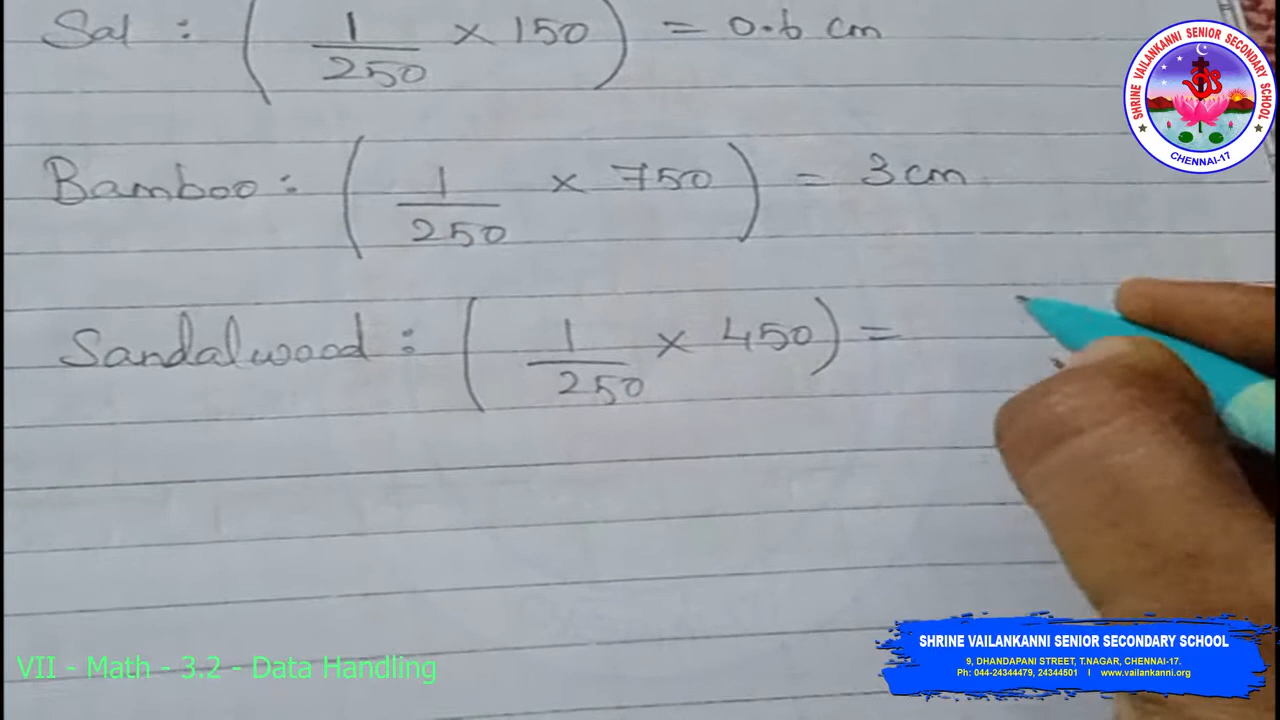 Sal : ( 1/250 × 150 ) = 0.6 cm
Bamboo : ( 1/250 × 750 ) = 3 cm
Sandalwood : ( 1/250 × 450 ) =
SHRINE VAILANKANNI SENIOR SECONDARY SCHOOL
CHENNAI-17
VII - Math - 3.2 - Data Handling
SHRINE VAILANKANNI SENIOR SECONDARY SCHOOL
9, DHANDAPANI STREET, T.NAGAR, CHENNAI-17.
Ph: 044-24344479, 24344501 I www.vailankanni.org